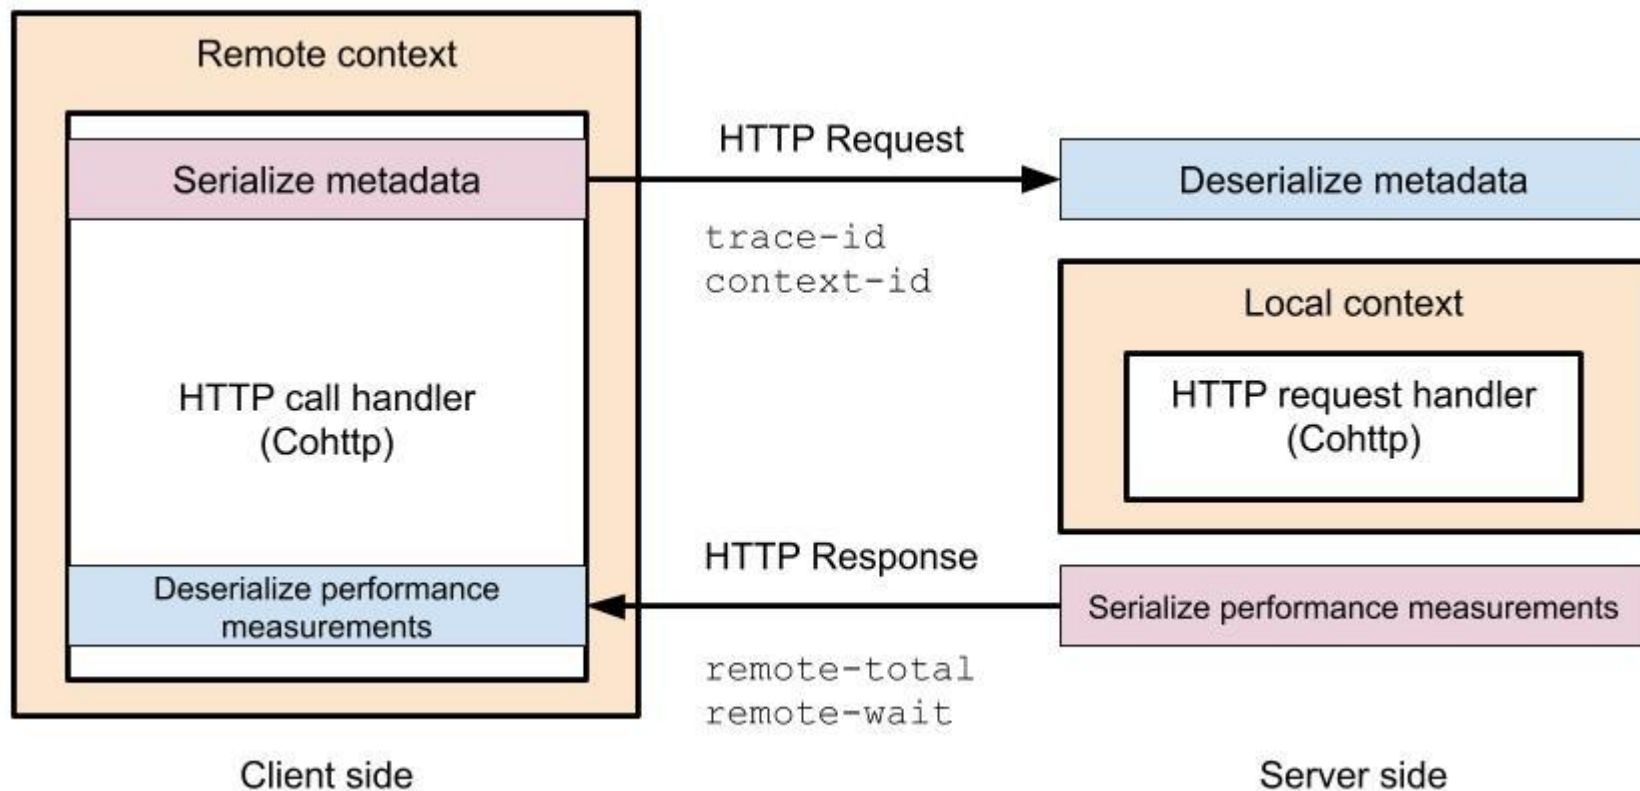 Remote context
Serialize metadata
HTTP call handler
(Cohttp)
Deserialize performance
measurements
HTTP Request
trace-id
context-id
HTTP Response
remote-total
remote-wait
Deserialize metadata
Local context
HTTP request handler
(Cohttp)
Serialize performance measurements
Client side
Server side